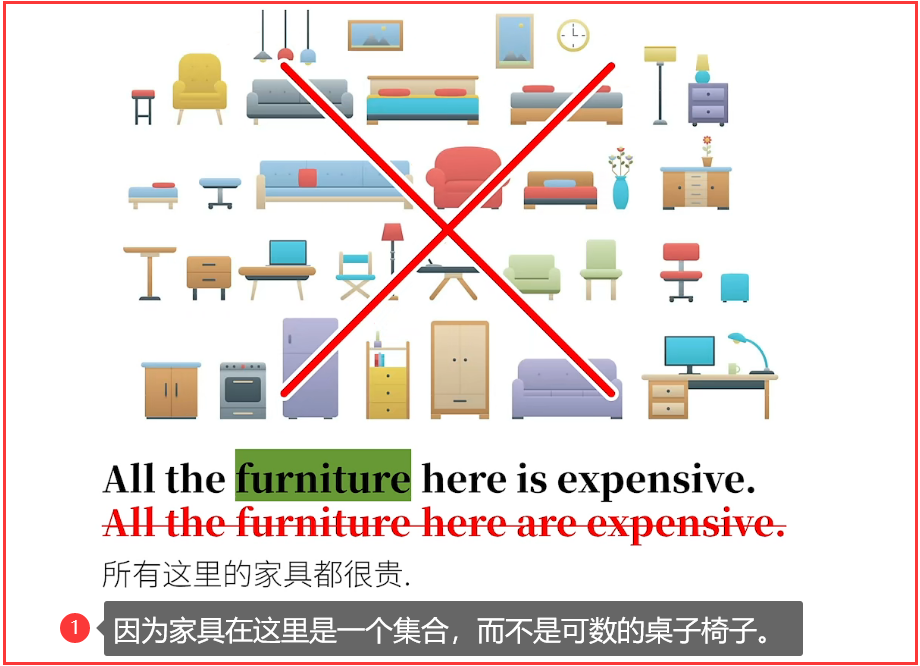 All the furniture here is expensive.
All the furniture here are expensive.
所有这里的家具都很贵.
1 因为家具在这里是一个集合，而不是可数的桌子椅子。